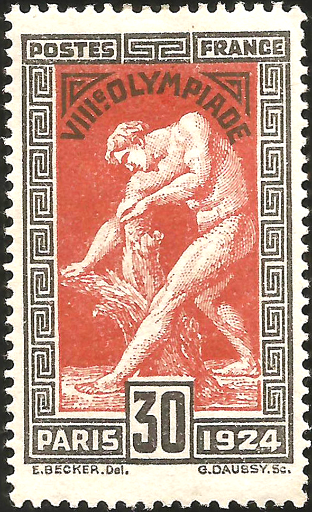 POSTES FRANCE
VIIIe OLYMPIADE
PARIS 30 1924
E. BECKER. Del. G. DAUSSY. Sc.